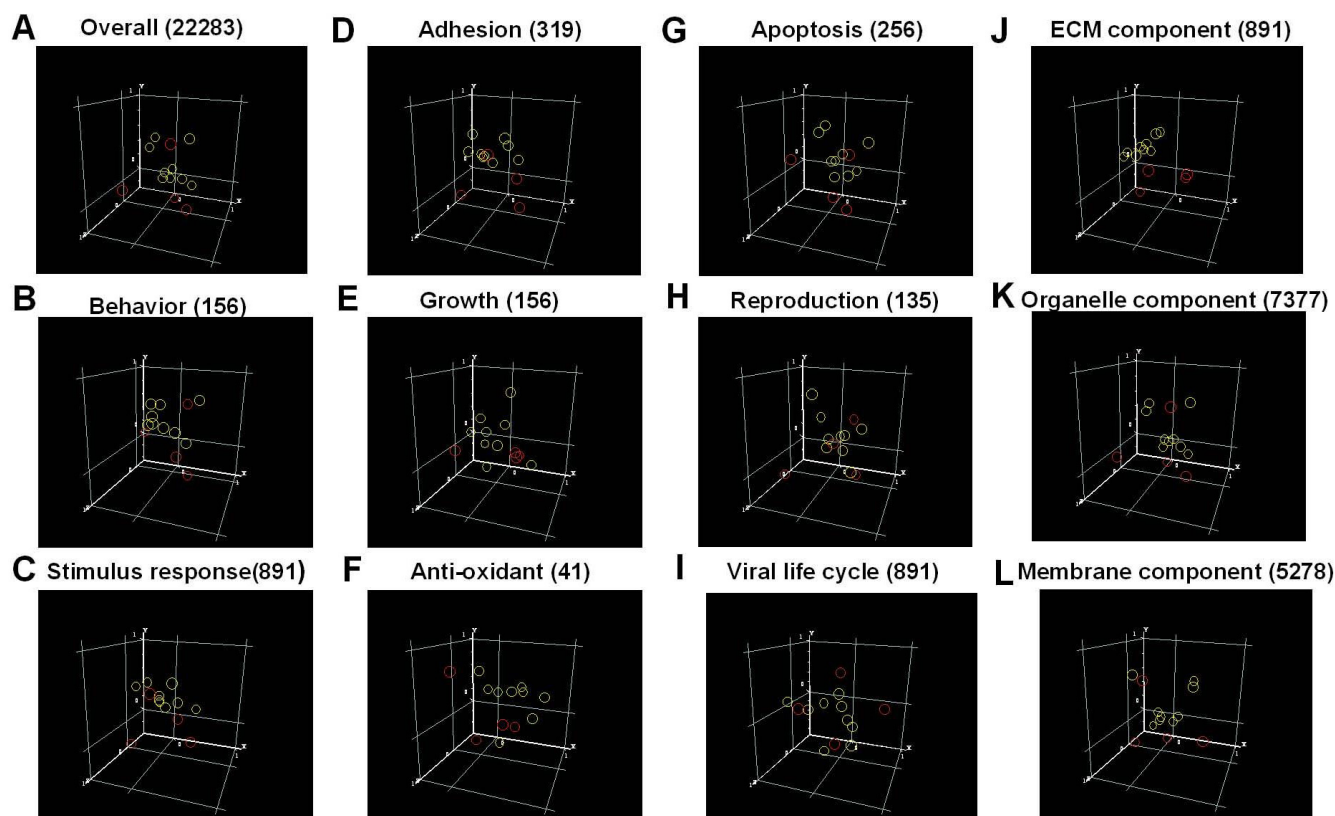 A Overall (22283)
D Adhesion (319)
G Apoptosis (256)
J ECM component (891)
B Behavior (156)
E Growth (156)
H Reproduction (135)
K Organelle component (7377)
C Stimulus response(891)
F Anti-oxidant (41)
I Viral life cycle (891)
L Membrane component (5278)